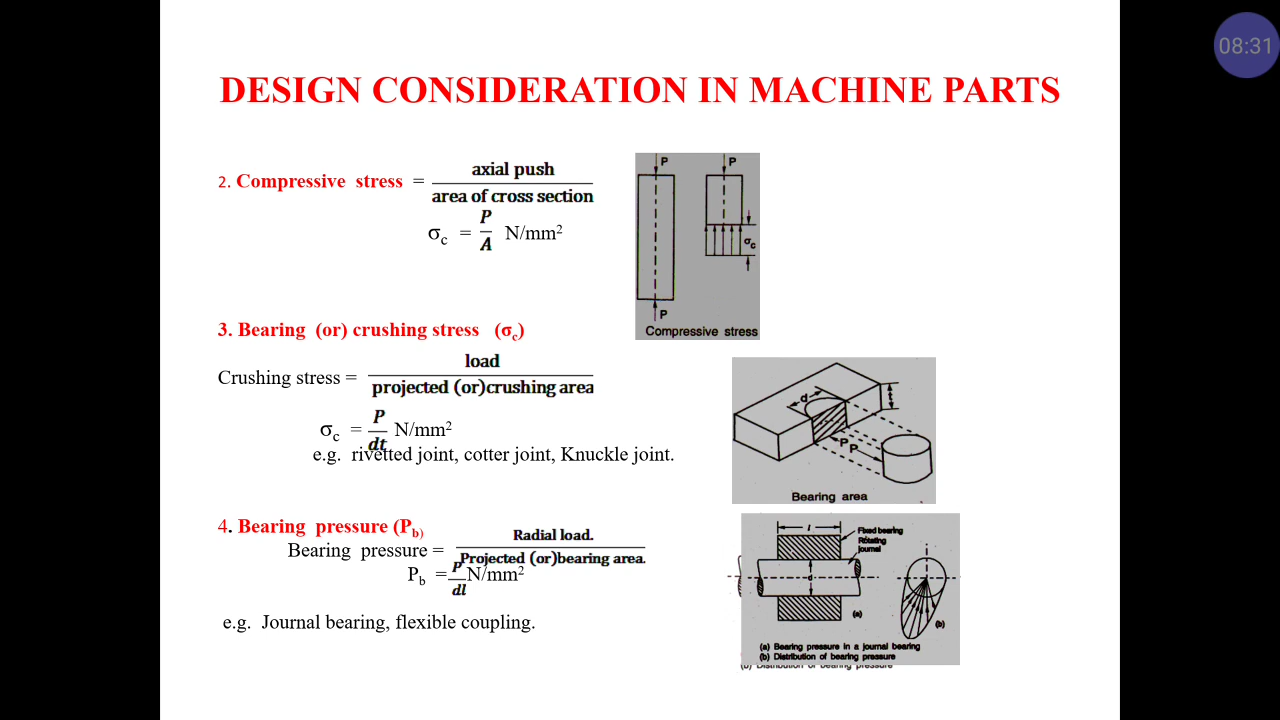 08:31
DESIGN CONSIDERATION IN MACHINE PARTS
2. Compressive stress = axial push
area of cross section
σc = P
A N/mm²
P P
σc
P
Compressive stress
3. Bearing (or) crushing stress (σc)
Crushing stress = load
projected (or)crushing area
σc = P
dt N/mm²
e.g. rivetted joint, cotter joint, Knuckle joint.
d t
P
P
Bearing area
4. Bearing pressure (Pb)
Bearing pressure = Radial load.
Projected (or)bearing area.
Pb = P
dl N/mm²
e.g. Journal bearing, flexible coupling.
l
Fixed bearing
Rotating
journal
d
(a)
(b)
(a) Bearing pressure in a journal bearing
(b) Distribution of bearing pressure
(b) Distribution of bearing pressure